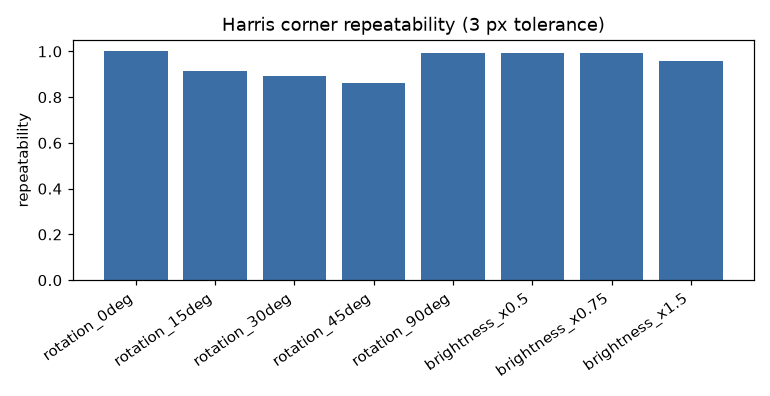 Harris corner repeatability (3 px tolerance)
repeatability
1.0
0.8
0.6
0.4
0.2
0.0
rotation_0deg
rotation_15deg
rotation_30deg
rotation_45deg
rotation_90deg
brightness_x0.5
brightness_x0.75
brightness_x1.5